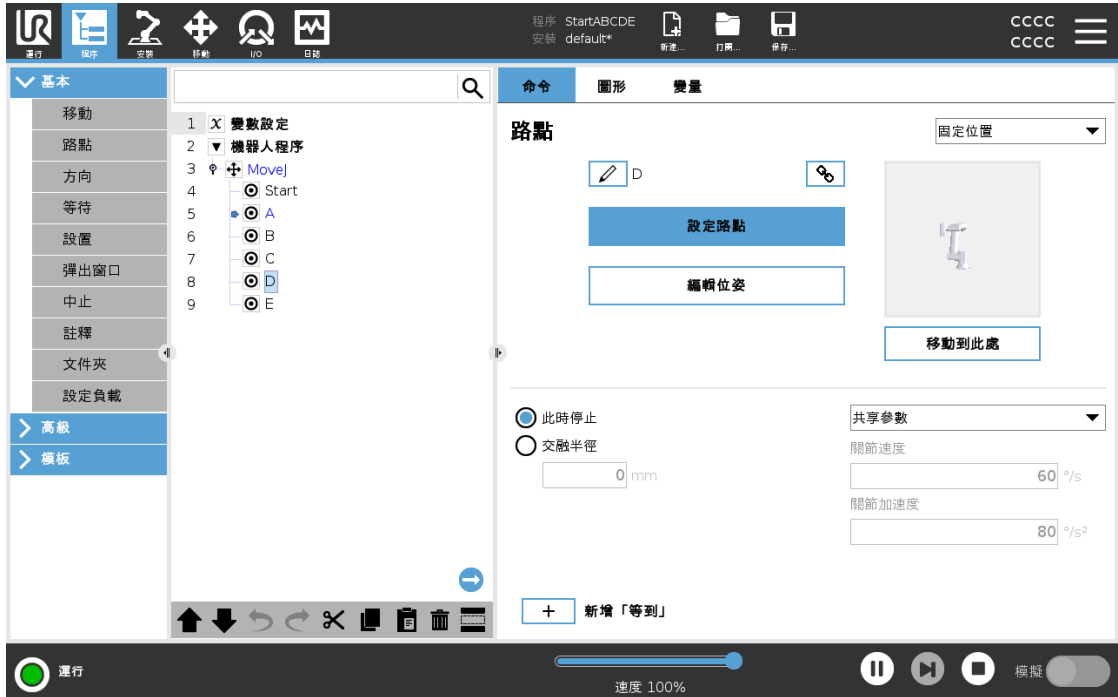 UR
運行
程序
安裝
移動
I/O
日誌
程序 StartABCDE
安裝 default*
新建...
打開...
保存...
CCCC
CCCC
基本
移動
路點
方向
等待
設置
彈出窗口
中止
註釋
文件夾
設定負載
高級
模板
1 X 變數設定
2 ▼ 機器人程序
3 MoveJ
4 Start
5 A
6 B
7 C
8 D
9 E
命令
圖形
變量
路點
固定位置
D
設定路點
編輯位姿
移動到此處
此時停止
交融半徑
0 mm
共享參數
關節速度
60 °/s
關節加速度
80 °/s²
+ 新增「等到」
運行
速度 100%
模擬